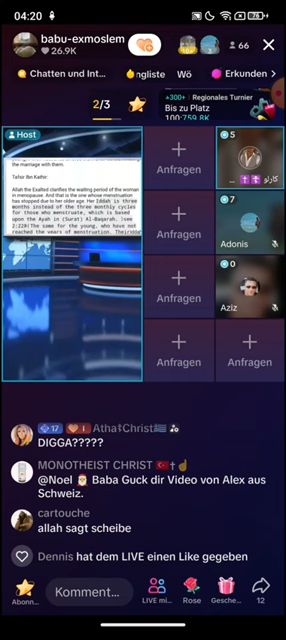 04:20
76
babu-exmoslem
26.9K
66
Chatten und Int...
ngliste
Wö
Erkunden
2/3
+300+ Regionales Turnier
Bis zu Platz
100:759.8K
Host
the marriage with them.
Tafsir Ibn Kathir:
Allah the Exalted clarifies the waiting period of the woman
in menopause. And that is the one whose menstruation
has stopped due to her older age. Her Iddah is three
months instead of the three monthly cycles
for those who menstruate, which is based
upon the Ayah in (Surah) Al-Baqarah. [see
2:228] The same for the young, who have not
reached the years of menstruation. Their Idd
Anfragen
5
كارلو
Anfragen
7
Adonis
Anfragen
0
Aziz
Anfragen
Anfragen
17 i Atha‡Christ
DIGGA?????
MONOTHEIST CHRIST
@Noel Baba Guck dir Video von Alex aus
Schweiz.
cartouche
allah sagt scheibe
Dennis hat dem LIVE einen Like gegeben
Abonn...
Komment...
LIVE mi...
Rose
Gesche...
12